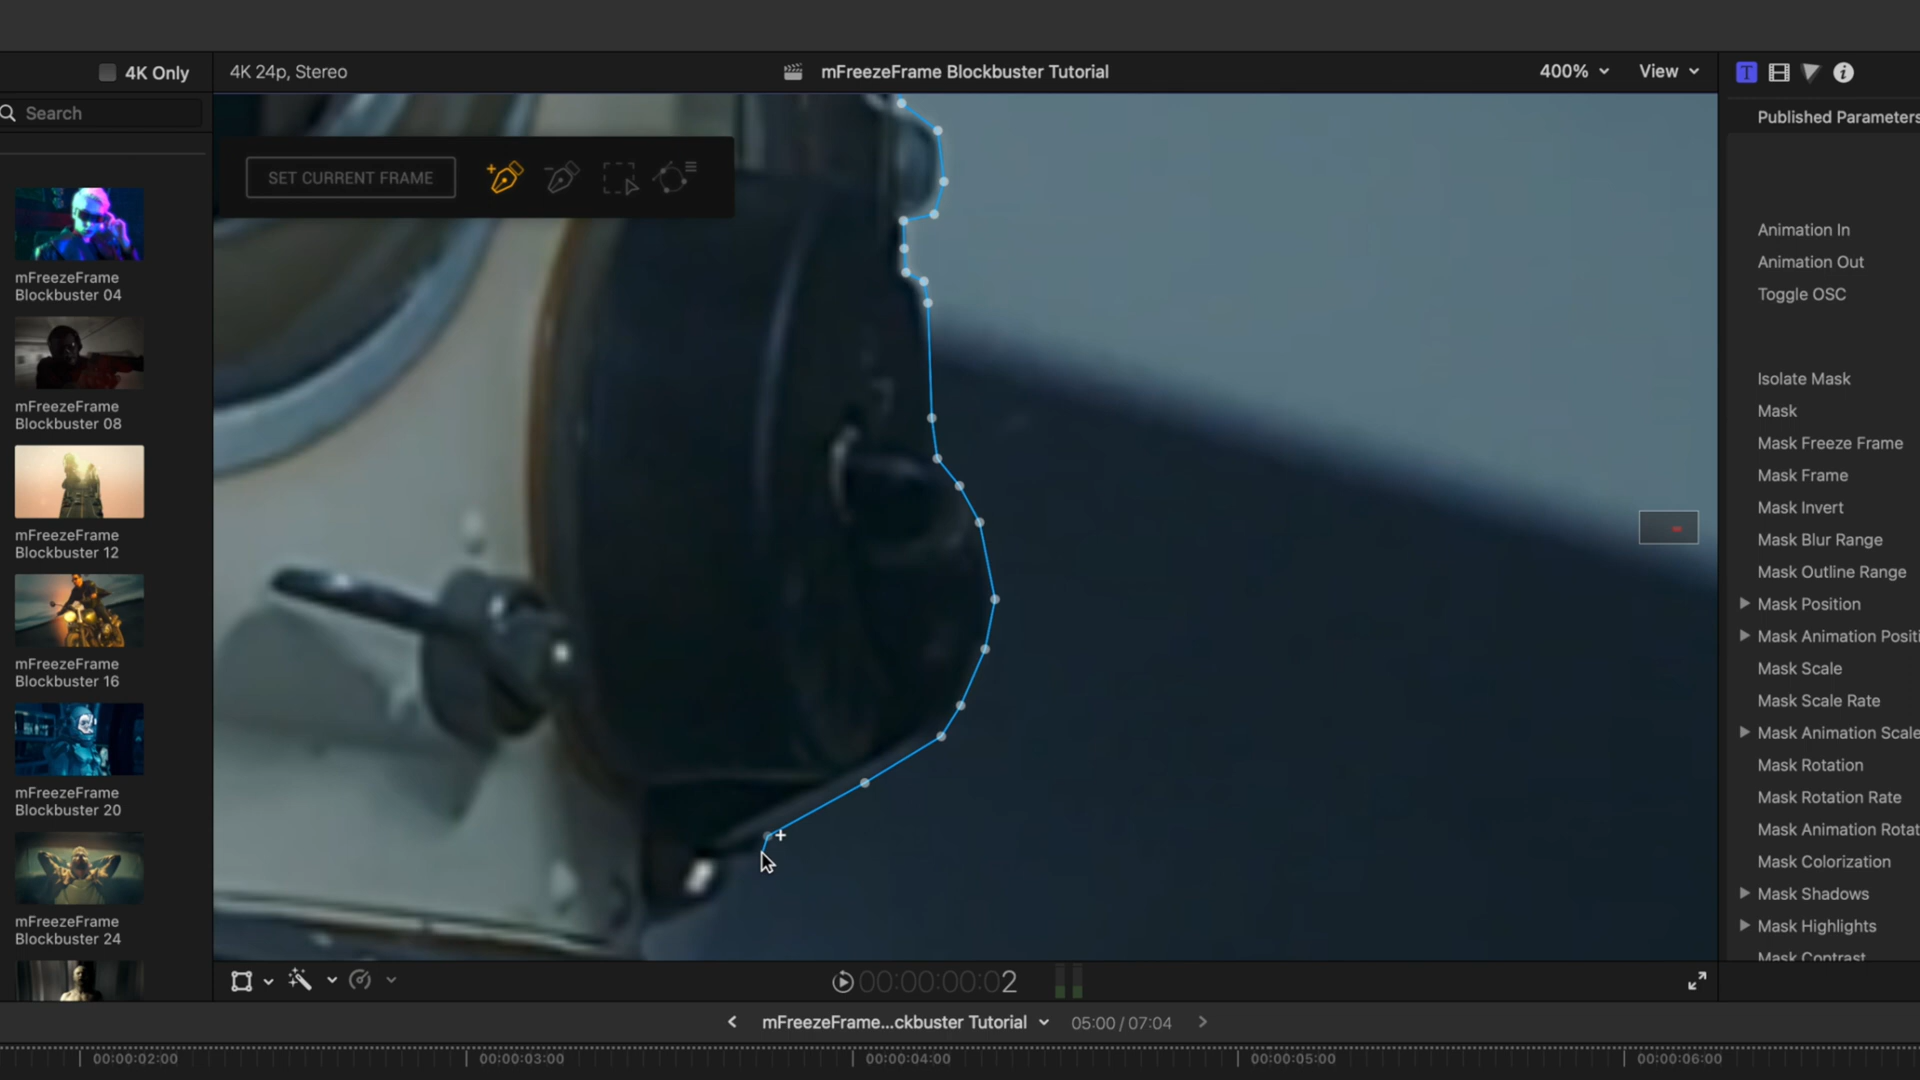 4K Only
4K 24p, Stereo
mFreezeFrame Blockbuster Tutorial
400%
View
Search
SET CURRENT FRAME
mFreezeFrame
Blockbuster 04
mFreezeFrame
Blockbuster 08
mFreezeFrame
Blockbuster 12
mFreezeFrame
Blockbuster 16
mFreezeFrame
Blockbuster 20
mFreezeFrame
Blockbuster 24
Published Parameters
Animation In
Animation Out
Toggle OSC
Isolate Mask
Mask
Mask Freeze Frame
Mask Frame
Mask Invert
Mask Blur Range
Mask Outline Range
Mask Position
Mask Animation Positi
Mask Scale
Mask Scale Rate
Mask Animation Scale
Mask Rotation
Mask Rotation Rate
Mask Animation Rotat
Mask Colorization
Mask Shadows
Mask Highlights
Mask Contrast
00:00:00:02
mFreezeFrame...ckbuster Tutorial
05:00 / 07:04
00:00:02:00
00:00:03:00
00:00:04:00
00:00:05:00
00:00:06:00